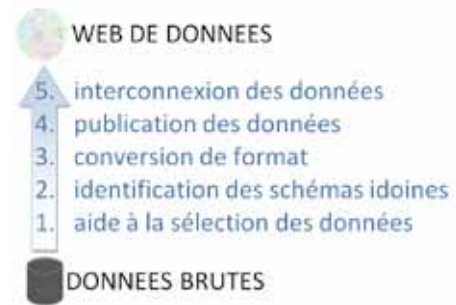 WEB DE DONNEES
5. interconnexion des données
4. publication des données
3. conversion de format
2. identification des schémas idoines
1. aide à la sélection des données
DONNEES BRUTES